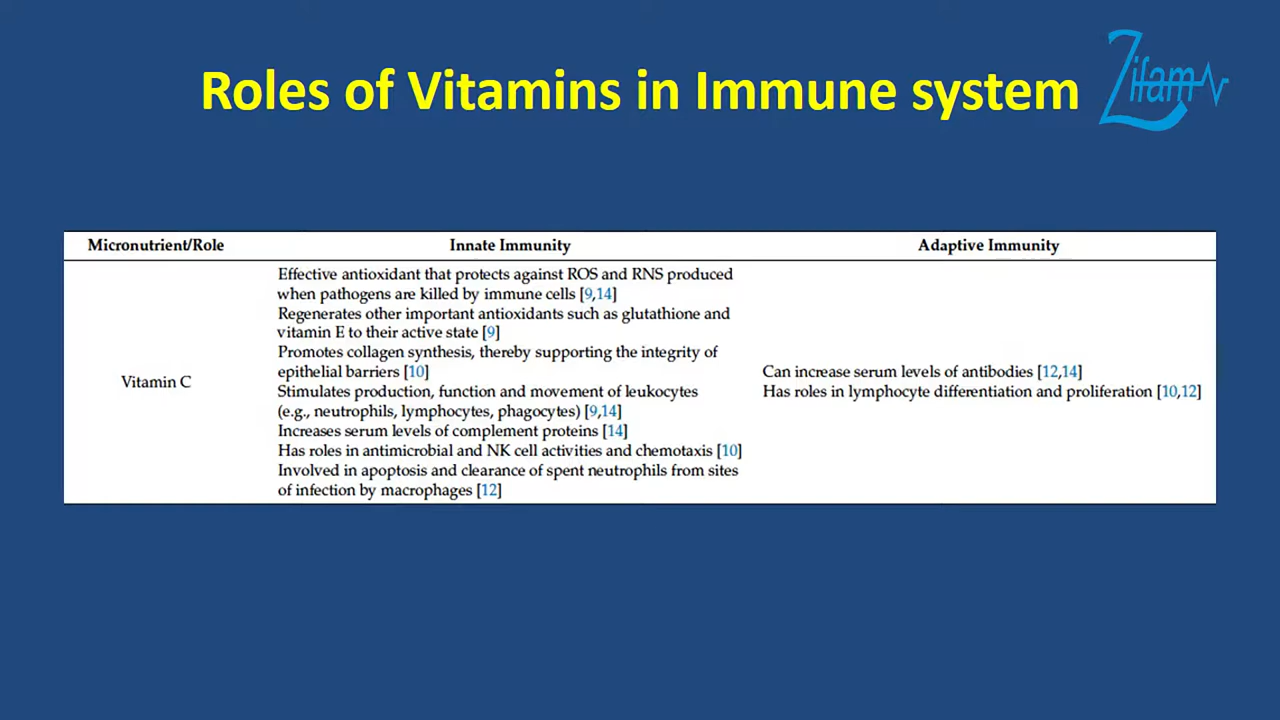 Roles of Vitamins in Immune system
Zifam
Micronutrient/Role
Innate Immunity
Adaptive Immunity
Vitamin C
Effective antioxidant that protects against ROS and RNS produced
when pathogens are killed by immune cells [9,14]
Regenerates other important antioxidants such as glutathione and
vitamin E to their active state [9]
Promotes collagen synthesis, thereby supporting the integrity of
epithelial barriers [10]
Stimulates production, function and movement of leukocytes
(e.g., neutrophils, lymphocytes, phagocytes) [9,14]
Increases serum levels of complement proteins [14]
Has roles in antimicrobial and NK cell activities and chemotaxis [10]
Involved in apoptosis and clearance of spent neutrophils from sites
of infection by macrophages [12]
Can increase serum levels of antibodies [12,14]
Has roles in lymphocyte differentiation and proliferation [10,12]